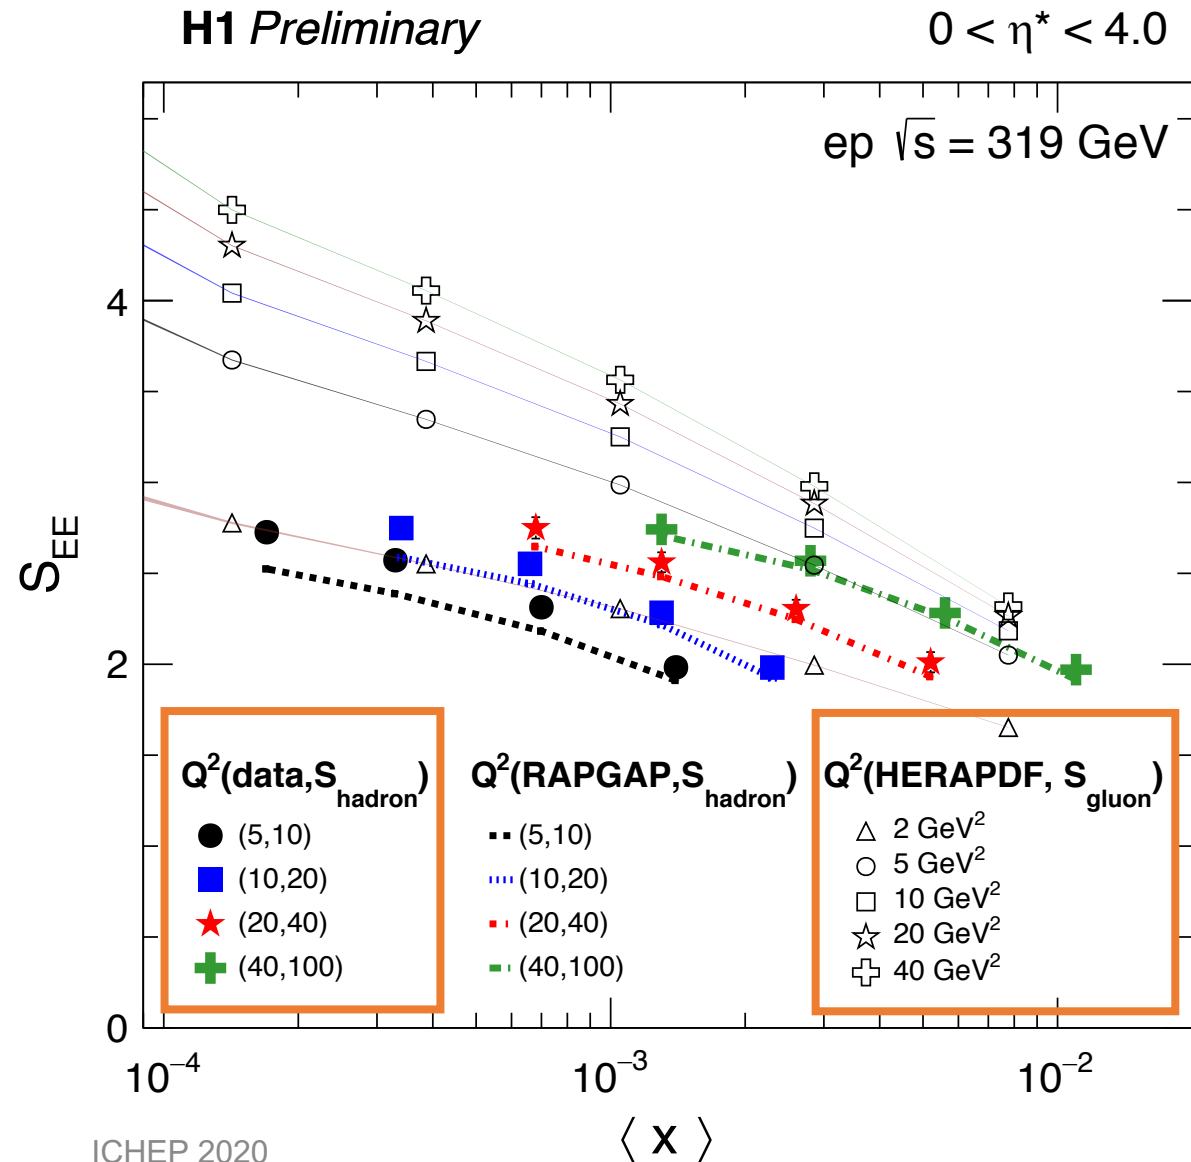 H1 Preliminary
0 < η* < 4.0
ep √s = 319 GeV
S_EE
4
2
0
Q²(data,S_hadron)
(5,10)
(10,20)
(20,40)
(40,100)
Q²(RAPGAP,S_hadron)
(5,10)
(10,20)
(20,40)
(40,100)
Q²(HERAPDF, S_gluon)
2 GeV²
5 GeV²
10 GeV²
20 GeV²
40 GeV²
10⁻⁴
10⁻³
10⁻²
⟨ x ⟩
ICHEP 2020